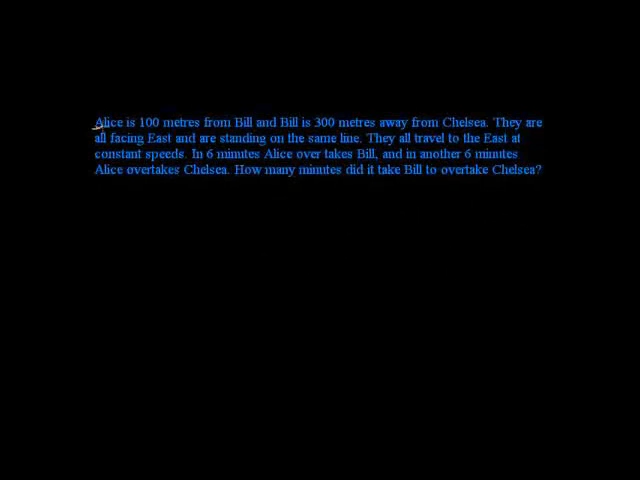 Alice is 100 metres from Bill and Bill is 300 metres away from Chelsea. They are
all facing East and are standing on the same line. They all travel to the East at
constant speeds. In 6 minutes Alice over takes Bill, and in another 6 minutes
Alice overtakes Chelsea. How many minutes did it take Bill to overtake Chelsea?